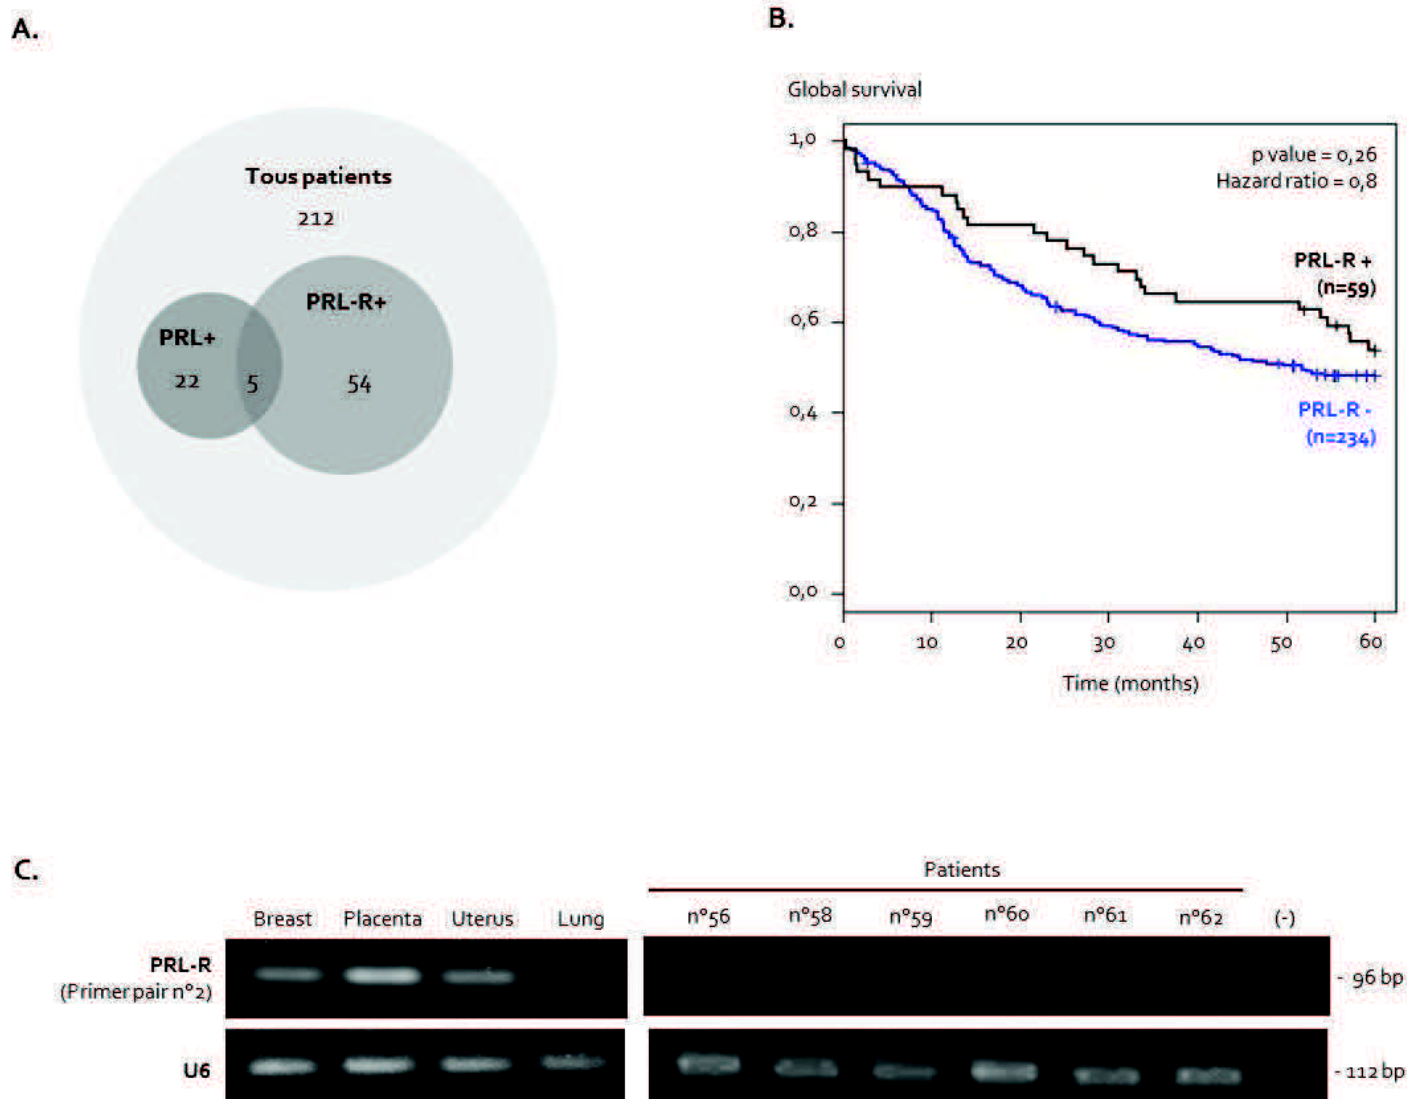 A.
Tous patients
212
PRL-R+
PRL+
22
5
54
B.
Global survival
1,0
0,8
0,6
0,4
0,2
0,0
p value = 0,26
Hazard ratio = 0,8
PRL-R +
(n=59)
PRL-R -
(n=234)
0 10 20 30 40 50 60
Time (months)
C.
Patients
Breast Placenta Uterus Lung n°56 n°58 n°59 n°60 n°61 n°62 (-)
PRL-R
(Primer pair n°2)
- 96 bp
U6
- 112 bp